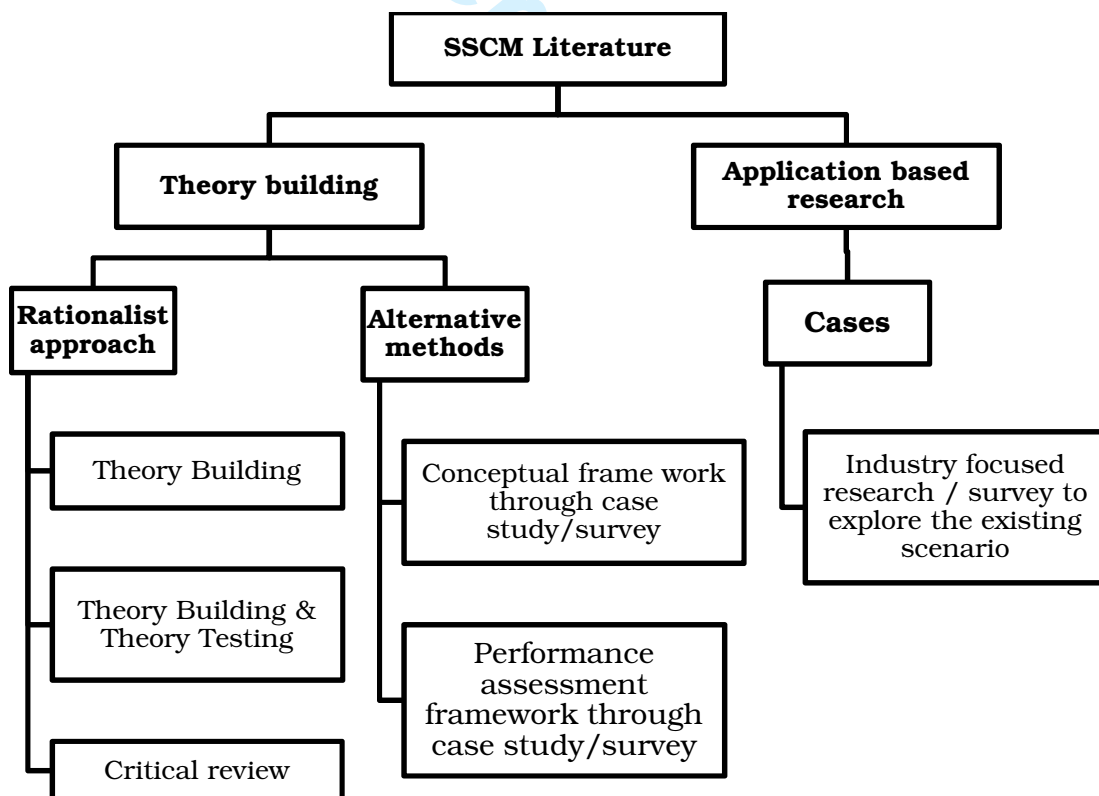 SSCM Literature
Theory building
Application based
research
Rationalist
approach
Alternative
methods
Cases
Theory Building
Conceptual frame work
through case
study/survey
Industry focused
research / survey to
explore the existing
scenario
Theory Building &
Theory Testing
Performance
assessment
framework through
case study/survey
Critical review